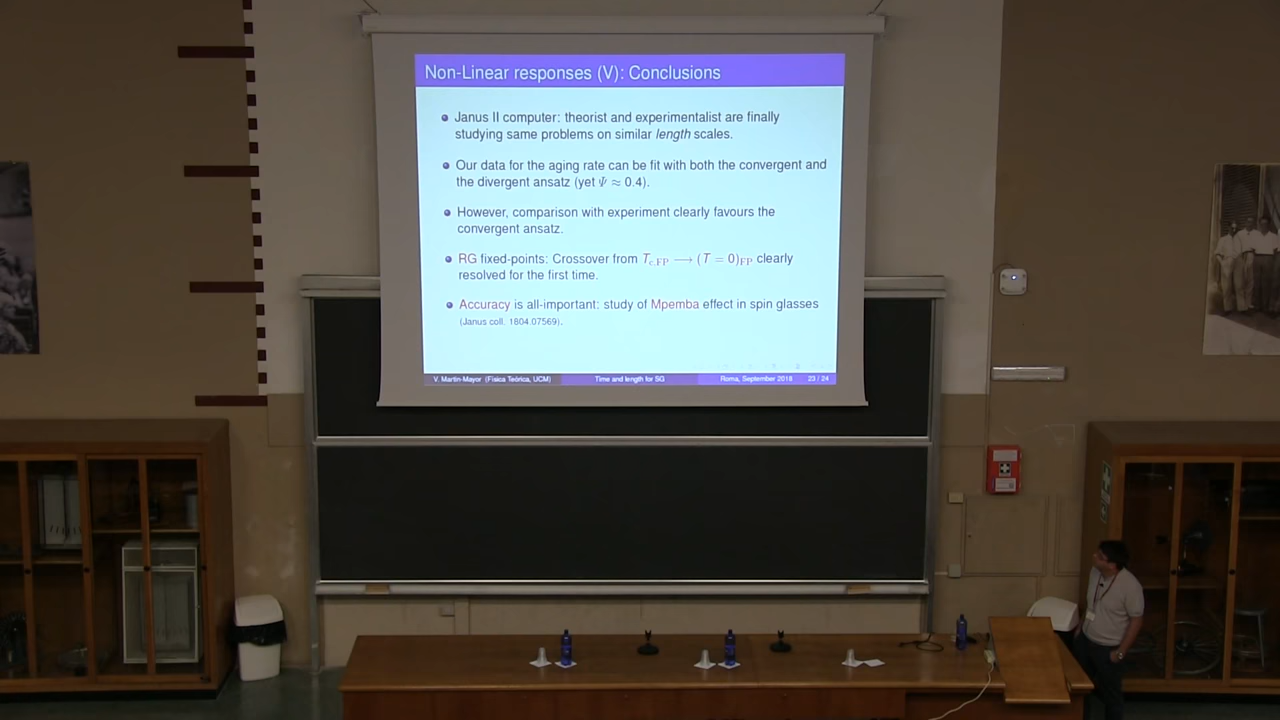 Non-Linear responses (V): Conclusions
Janus II computer: theorist and experimentalist are finally
studying same problems on similar length scales.
Our data for the aging rate can be fit with both the convergent and
the divergent ansatz (yet Ψ ≈ 0.4).
However, comparison with experiment clearly favours the
convergent ansatz.
RG fixed-points: Crossover from T_c,FP ⟶ (T = 0)_FP clearly
resolved for the first time.
Accuracy is all-important: study of Mpemba effect in spin glasses
(Janus coll. 1804.07569).
V. Martin-Mayor (Física Teórica, UCM) Time and length for SG Roma, September 2018 23 / 24